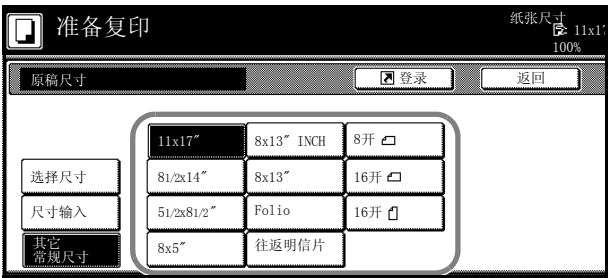 准备复印
纸张尺寸
11x17
100%
原稿尺寸
登录
返回
11x17″
8x13″ INCH
8开
选择尺寸
81/2x14″
8x13″
16开
尺寸输入
51/2x81/2″
Folio
16开
其它
常规尺寸
8x5″
往返明信片